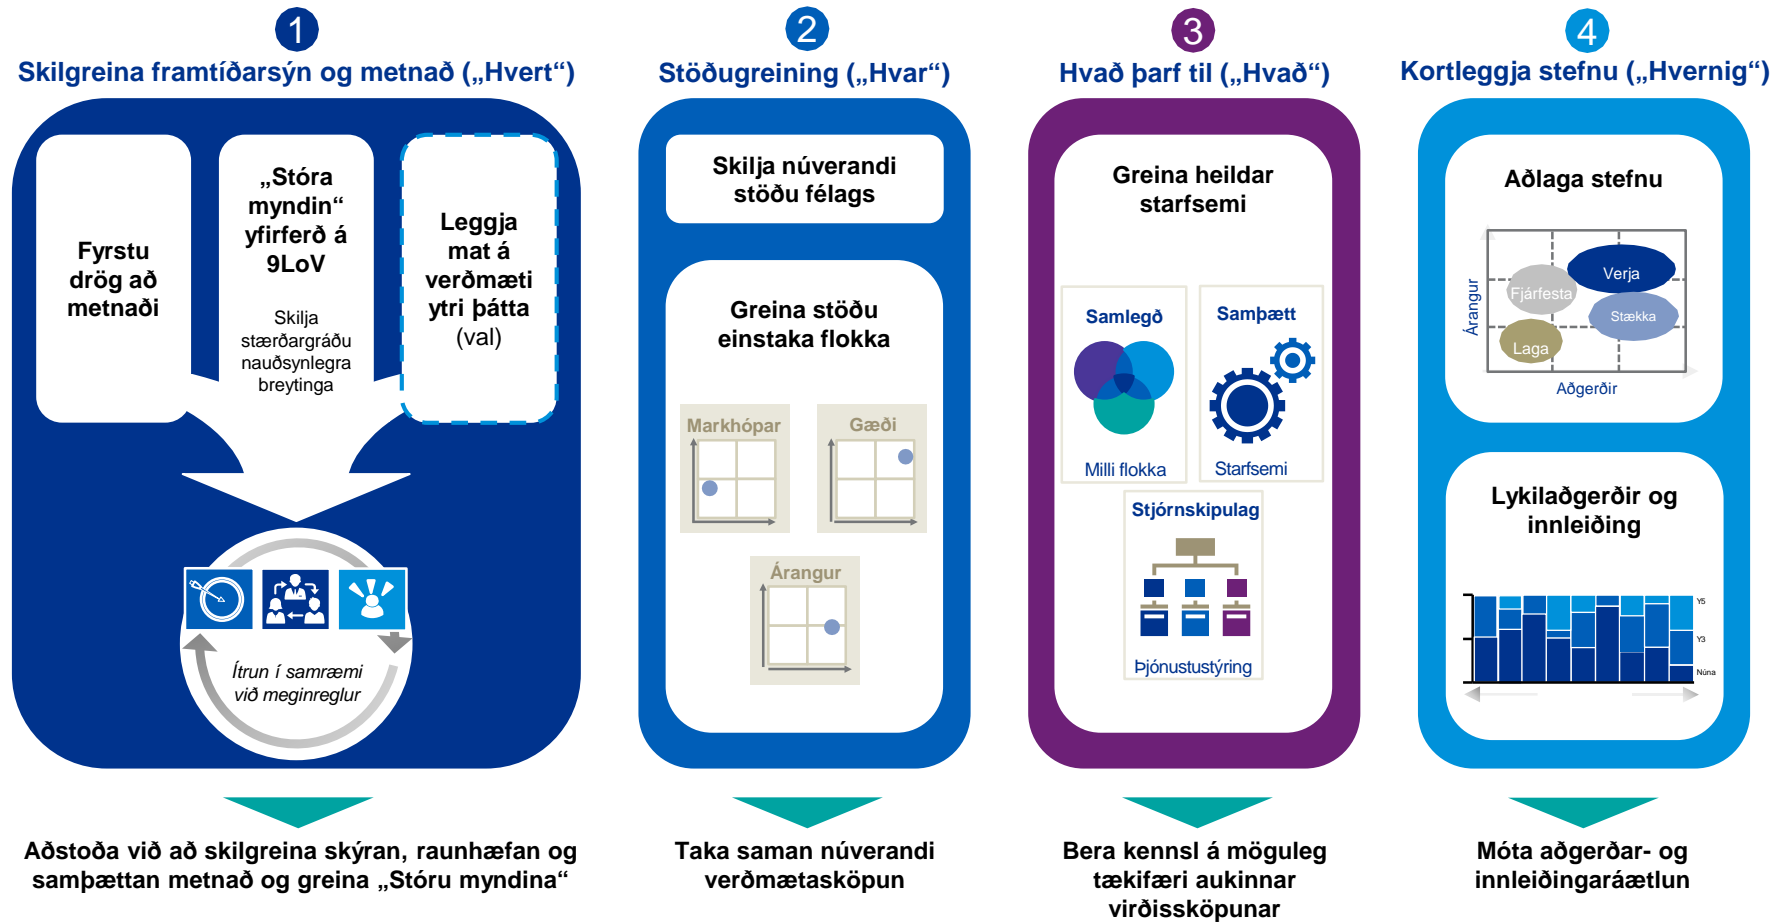 1
Skilgreina framtíðarsýn og metnað („Hvert“)
Fyrstu
drög að
metnaði
„Stóra
myndin“
yfirferð á
9LoV
Skilja
stærðargráðu
nauðsynlegra
breytinga
Leggja
mat á
verðmæti
ytri þátta
(val)
Ítrun í samræmi
við meginreglur
Aðstoða við að skilgreina skýran, raunhæfan og
samþættan metnað og greina „Stóru myndina“
2
Stöðugreining („Hvar“)
Skilja núverandi
stöðu félags
Greina stöðu
einstaka flokka
Markhópar
Gæði
Árangur
Taka saman núverandi
verðmætasköpun
3
Hvað þarf til („Hvað“)
Greina heildar
starfsemi
Samlegð
Milli flokka
Samþætt
Starfsemi
Stjórnskipulag
Þjónustustýring
Bera kennsl á möguleg
tækifæri aukinnar
virðissköpunar
4
Kortleggja stefnu („Hvernig“)
Aðlaga stefnu
Árangur
Verja
Fjárfesta
Stækka
Laga
Aðgerðir
Lykilaðgerðir og
innleiðing
Y5
Y3
Núna
Móta aðgerðar- og
innleiðingaráætlun